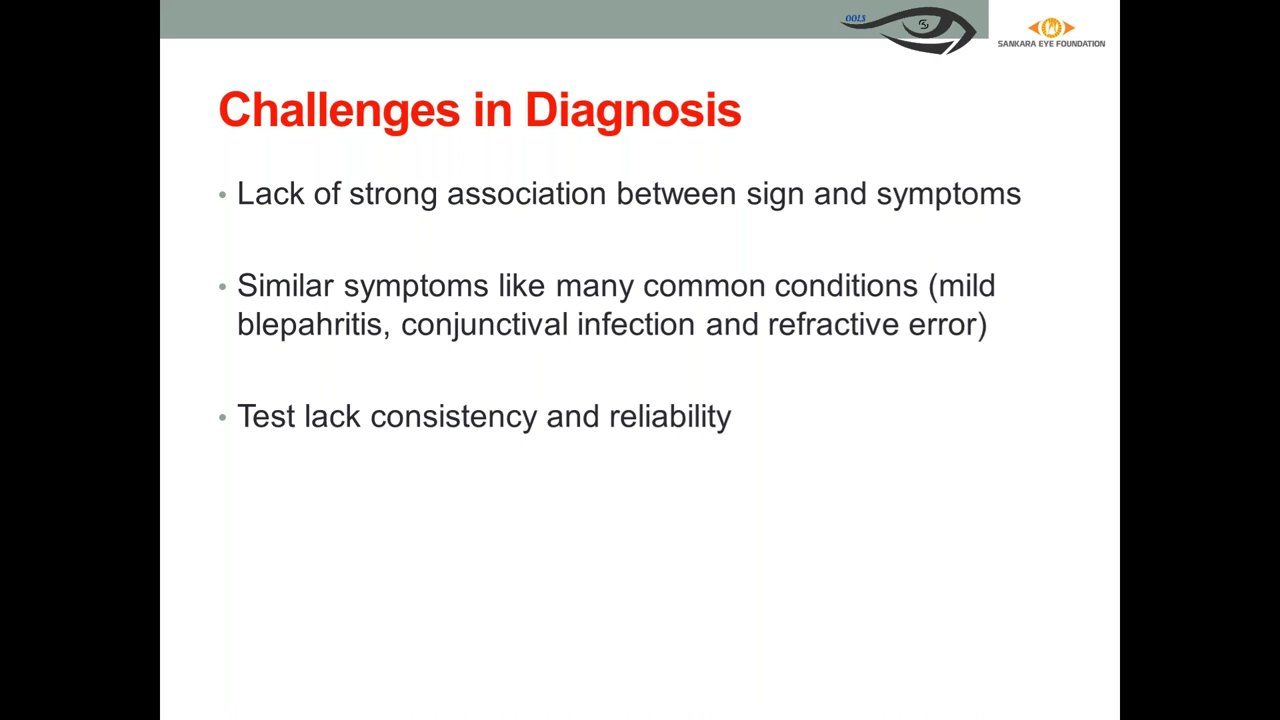 OOLS
SANKARA EYE FOUNDATION
Challenges in Diagnosis
• Lack of strong association between sign and symptoms
• Similar symptoms like many common conditions (mild
blepahritis, conjunctival infection and refractive error)
• Test lack consistency and reliability